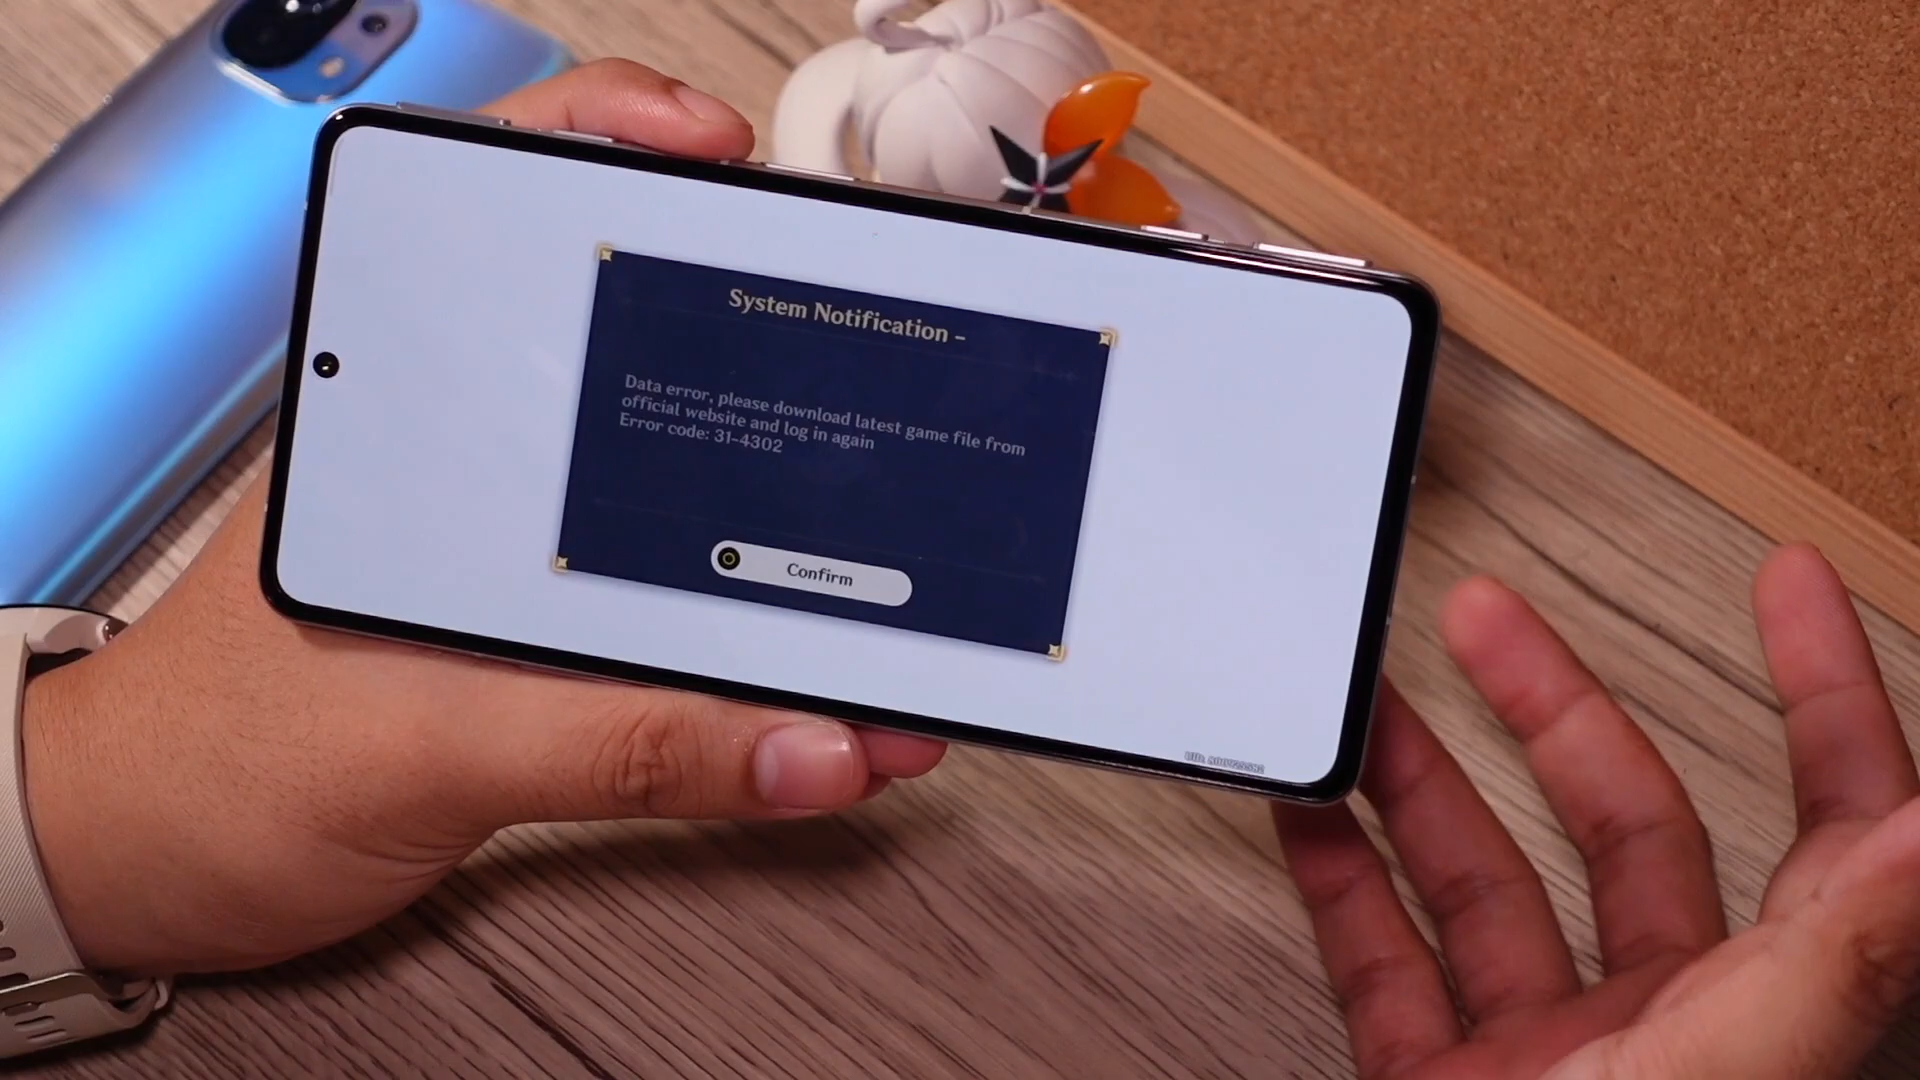 System Notification –
Data error, please download latest game file from
official website and log in again
Error code: 31-4302
Confirm
UID: